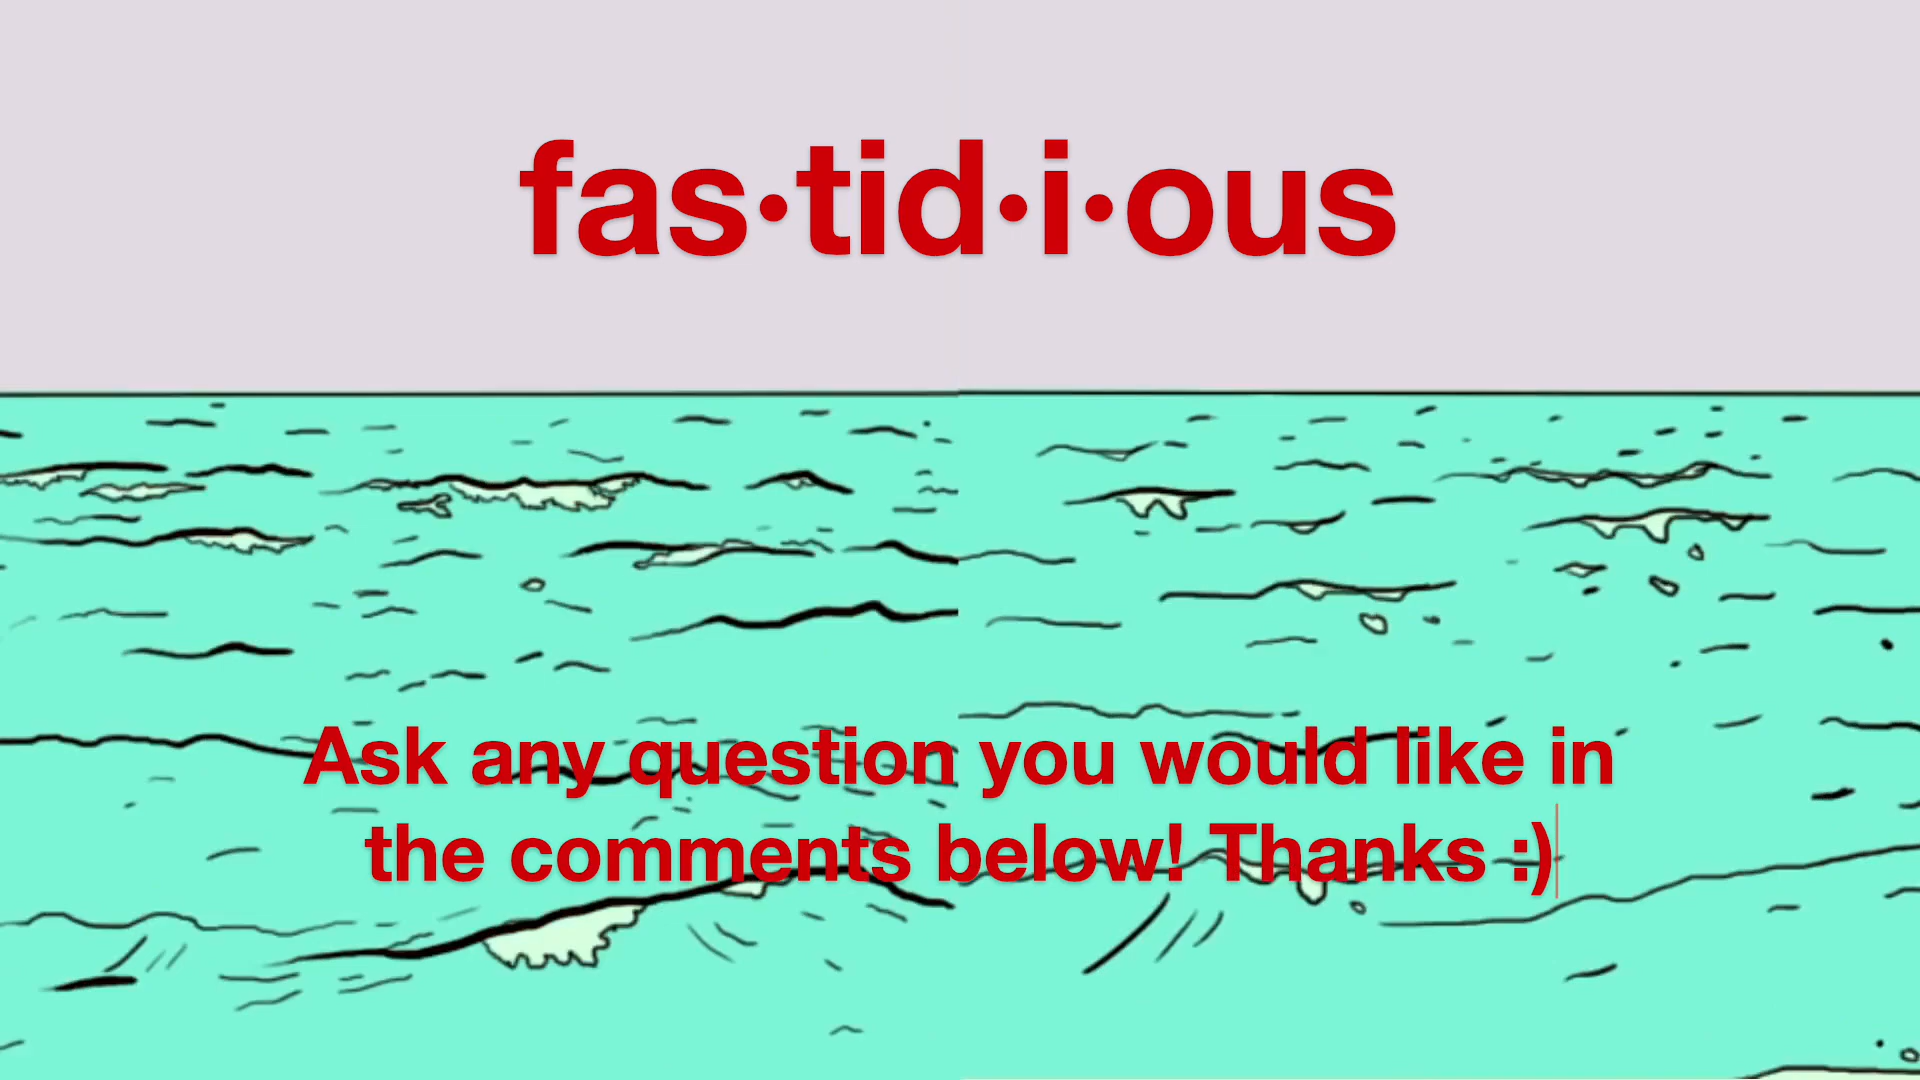 fas·tid·i·ous
Ask any question you would like in
the comments below! Thanks :)